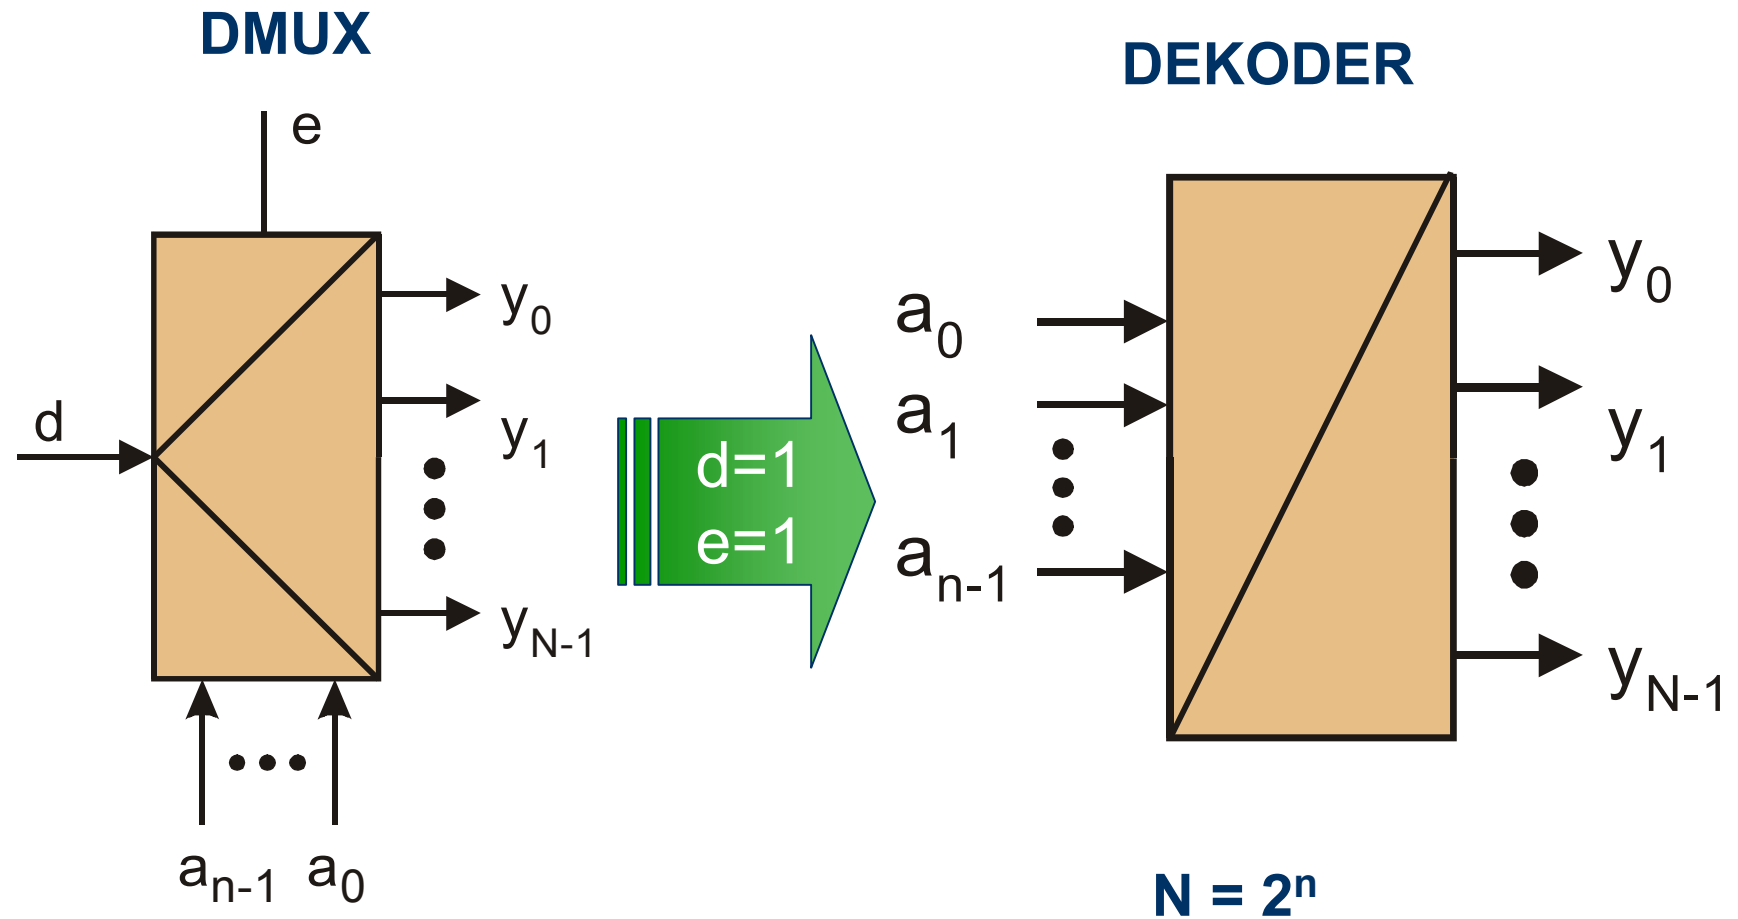 DMUX
e
d
y0
y1
yN-1
an-1 a0
d=1
e=1
DEKODER
a0
a1
an-1
y0
y1
yN-1
N = 2ⁿ